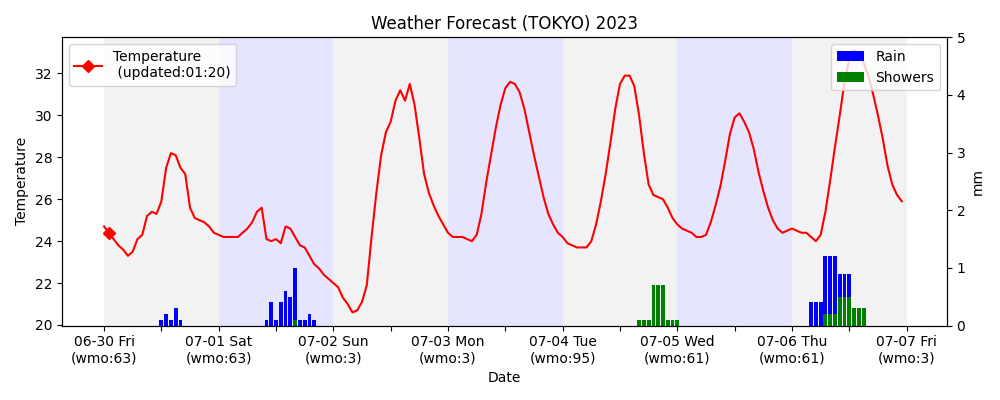 Weather Forecast (TOKYO) 2023
Temperature
(updated:01:20)
Rain
Showers
Temperature
32
30
28
26
24
22
20
5
4
3
2
1
0
mm
06-30 Fri
(wmo:63)
07-01 Sat
(wmo:63)
07-02 Sun
(wmo:3)
07-03 Mon
(wmo:3)
07-04 Tue
(wmo:95)
07-05 Wed
(wmo:61)
07-06 Thu
(wmo:61)
07-07 Fri
(wmo:3)
Date